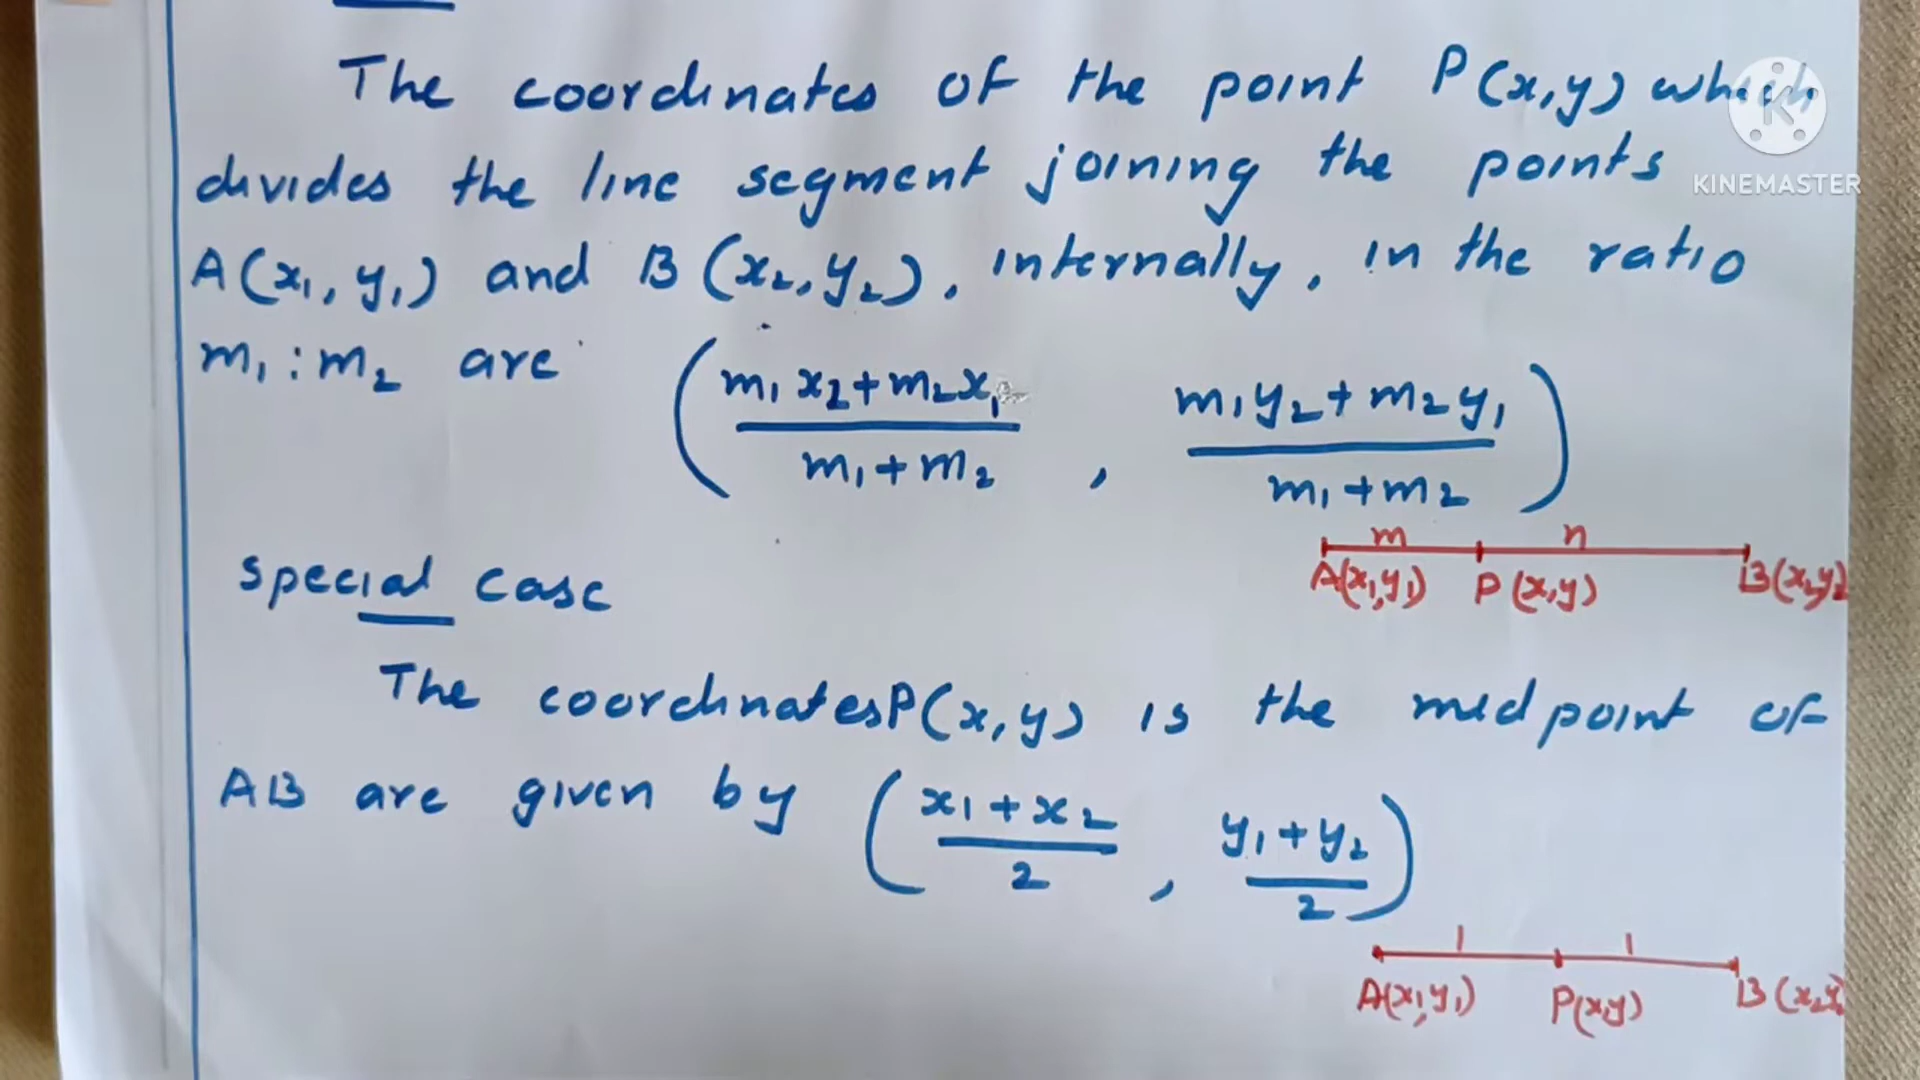 The coordinates of the point P(x,y) which
KINEMASTER
divides the line segment joining the points
A(x₁, y₁) and B(x₂, y₂), internally, in the ratio
m₁ : m₂ are (m₁x₂+m₂x₁/m₁+m₂ , m₁y₂+m₂y₁/m₁+m₂)
m n
A(x₁,y₁) P(x,y) B(x₂,y₂
special case
The coordinatesP(x,y) is the midpoint of
AB are given by (x₁+x₂/2 , y₁+y₂/2)
1 1
A(x₁,y₁) P(x,y) B(x₂,y₂